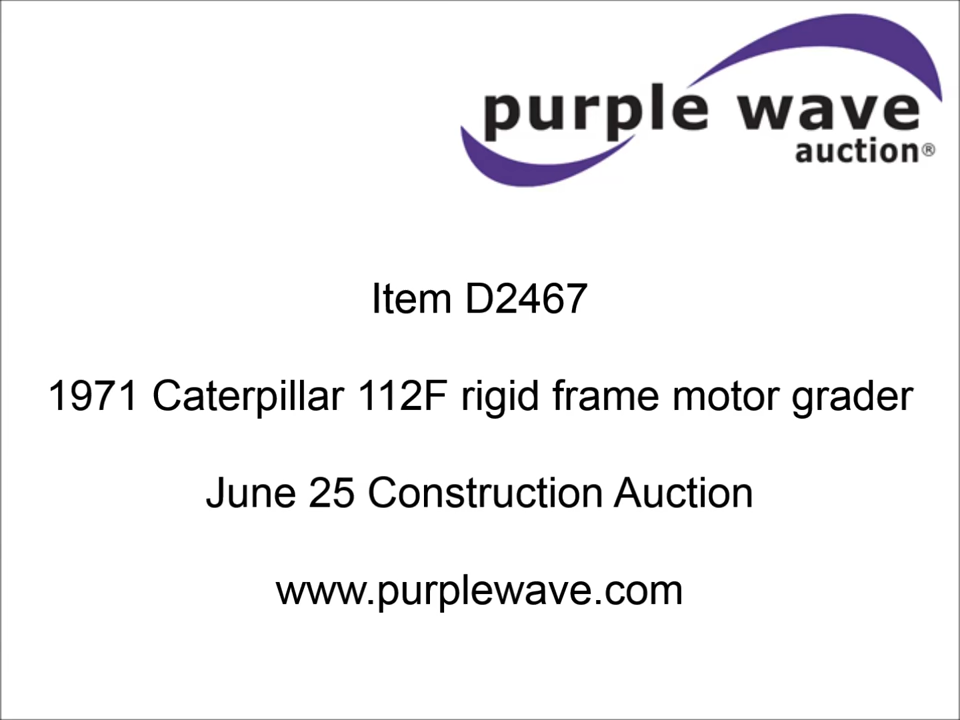 purple wave
auction®
Item D2467
1971 Caterpillar 112F rigid frame motor grader
June 25 Construction Auction
www.purplewave.com